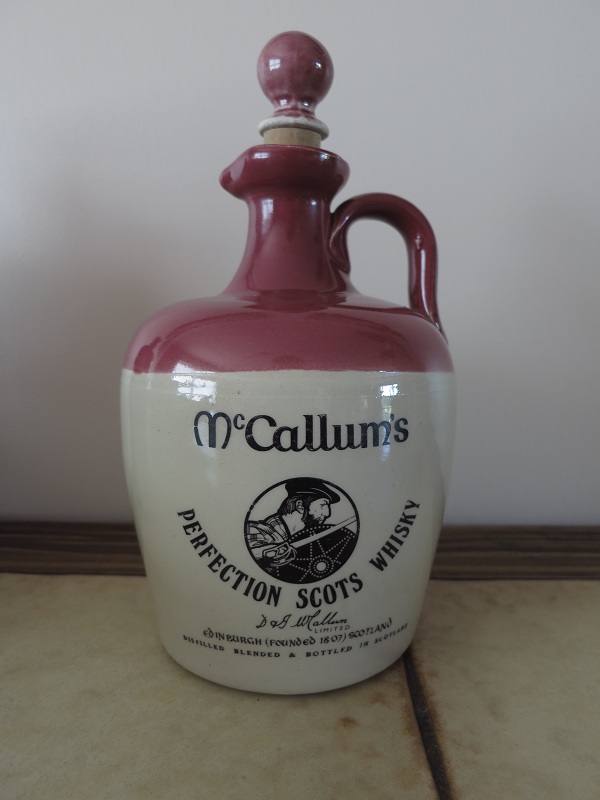 McCallum's
PERFECTION SCOTS WHISKY
D & J McCallum
LIMITED
EDINBURGH (FOUNDED 1807) SCOTLAND
DISTILLED BLENDED & BOTTLED IN SCOTLAND